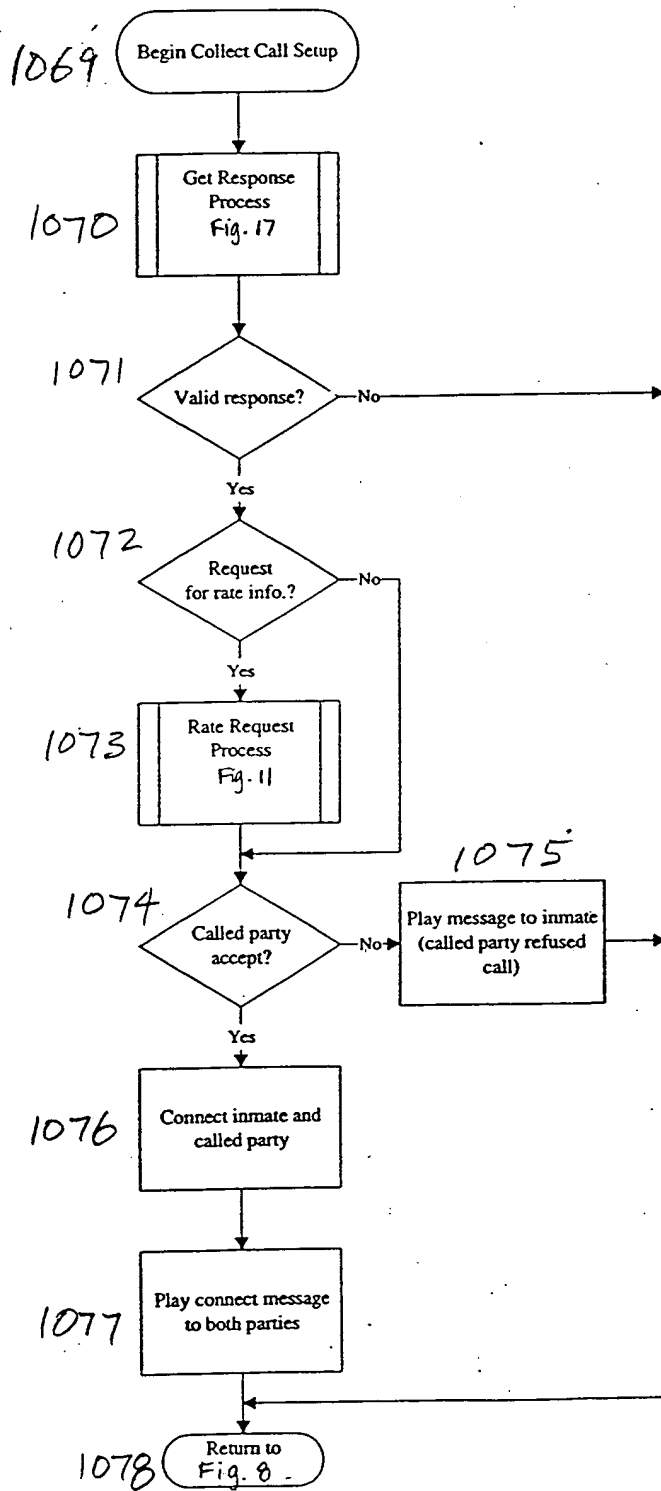 1069
Begin Collect Call Setup
Get Response
Process
Fig. 17
1070
1071
Valid response?
No
Yes
1072
Request
for rate info.?
No
Yes
1073
Rate Request
Process
Fig. 11
1075
1074
Called party
accept?
No
Play message to inmate
(called party refused
call)
Yes
1076
Connect inmate and
called party
1077
Play connect message
to both parties
1078
Return to
Fig. 8